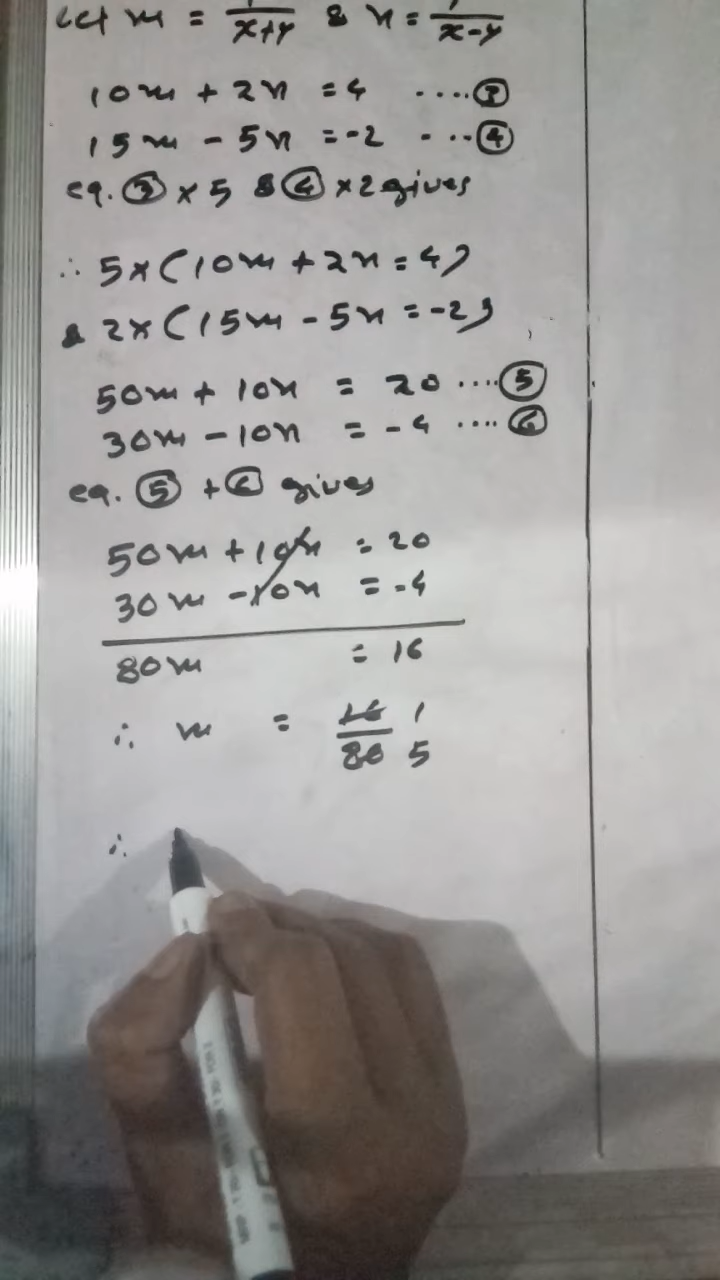 let m = 1/x+y & n = 1/x-y
10m + 2n = 4 ....③
15m - 5n = -2 ...④
eq. ③ × 5 & ④ × 2 gives
∴ 5×(10m + 2n = 4)
& 2×(15m - 5n = -2)
50m + 10n = 20 ....⑤
30m - 10n = -4 ....⑥
eq. ⑤ + ⑥ gives
50m + 10n = 20
30m - 10n = -4
80m = 16
∴ m = 16/80 1/5
∴